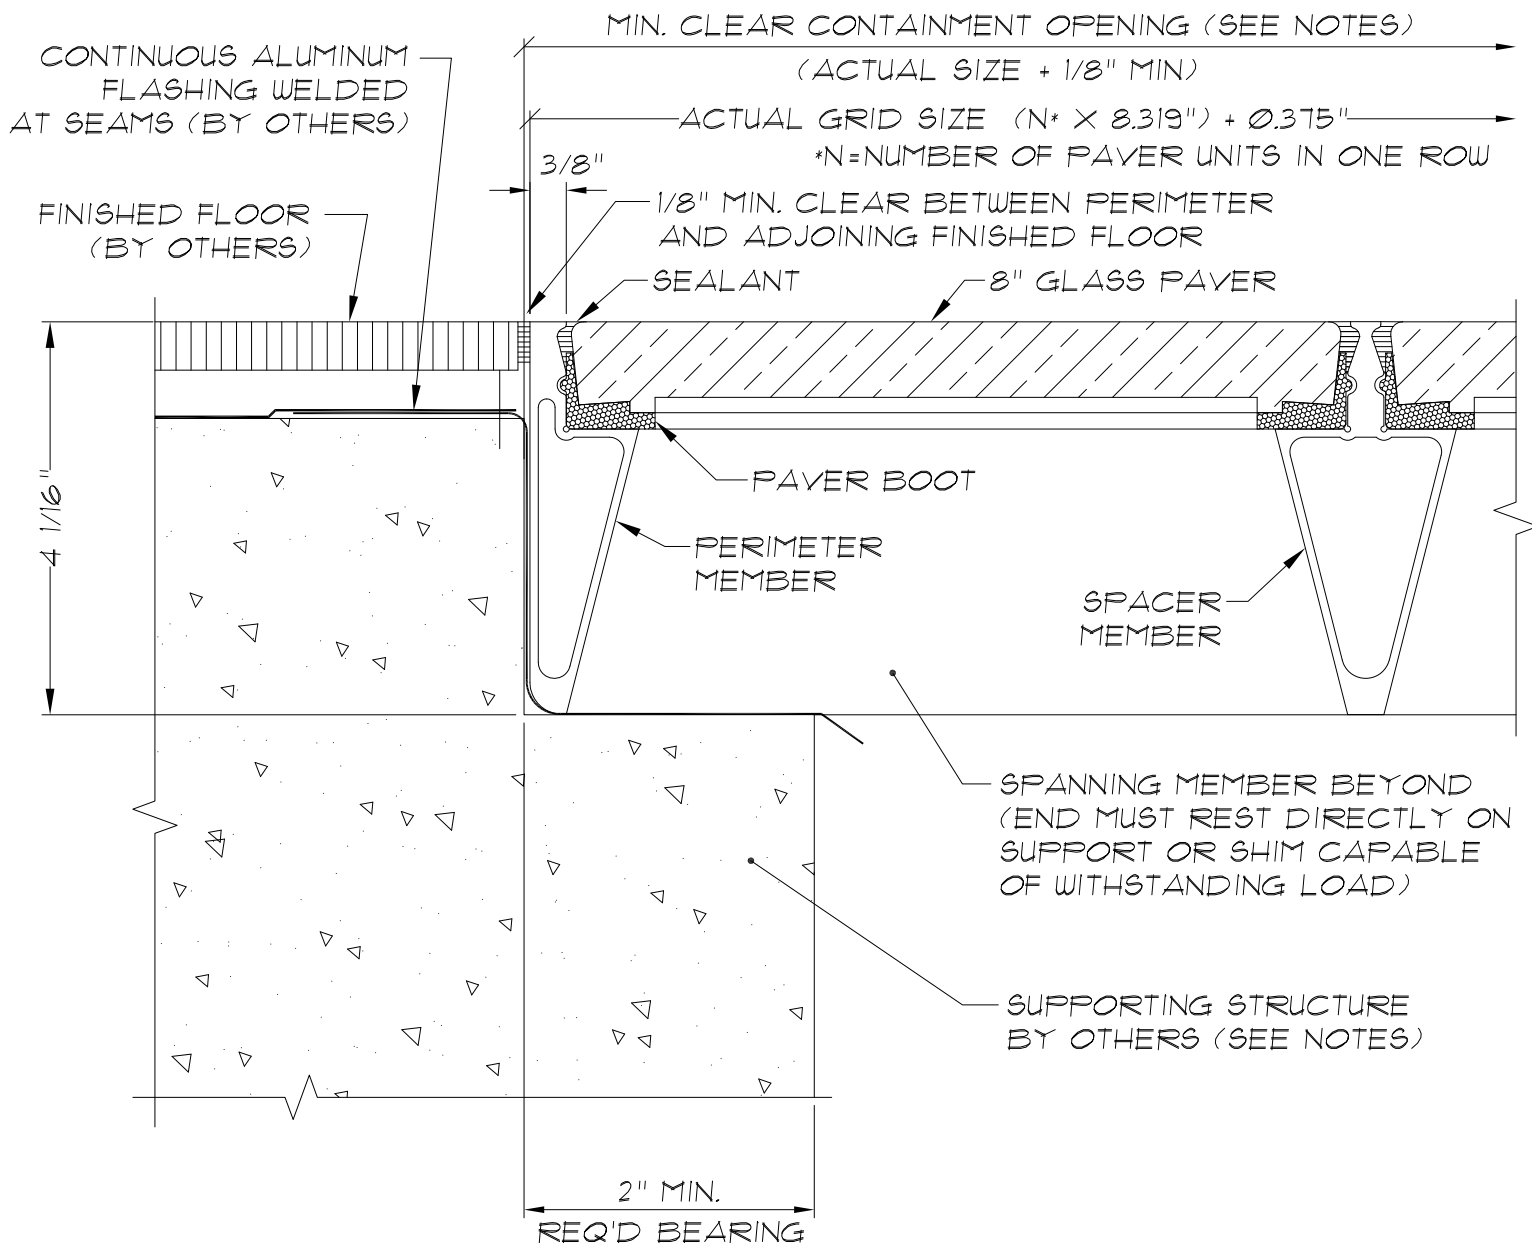 MIN. CLEAR CONTAINMENT OPENING (SEE NOTES)
(ACTUAL SIZE + 1/8" MIN)
CONTINUOUS ALUMINUM
FLASHING WELDED
AT SEAMS (BY OTHERS)
ACTUAL GRID SIZE (N* X 8.319") + 0.375"
*N=NUMBER OF PAVER UNITS IN ONE ROW
3/8"
1/8" MIN. CLEAR BETWEEN PERIMETER
AND ADJOINING FINISHED FLOOR
FINISHED FLOOR
(BY OTHERS)
SEALANT
8" GLASS PAVER
4 1/16"
PAVER BOOT
PERIMETER
MEMBER
SPACER
MEMBER
SPANNING MEMBER BEYOND
(END MUST REST DIRECTLY ON
SUPPORT OR SHIM CAPABLE
OF WITHSTANDING LOAD)
SUPPORTING STRUCTURE
BY OTHERS (SEE NOTES)
2" MIN.
REQ'D BEARING